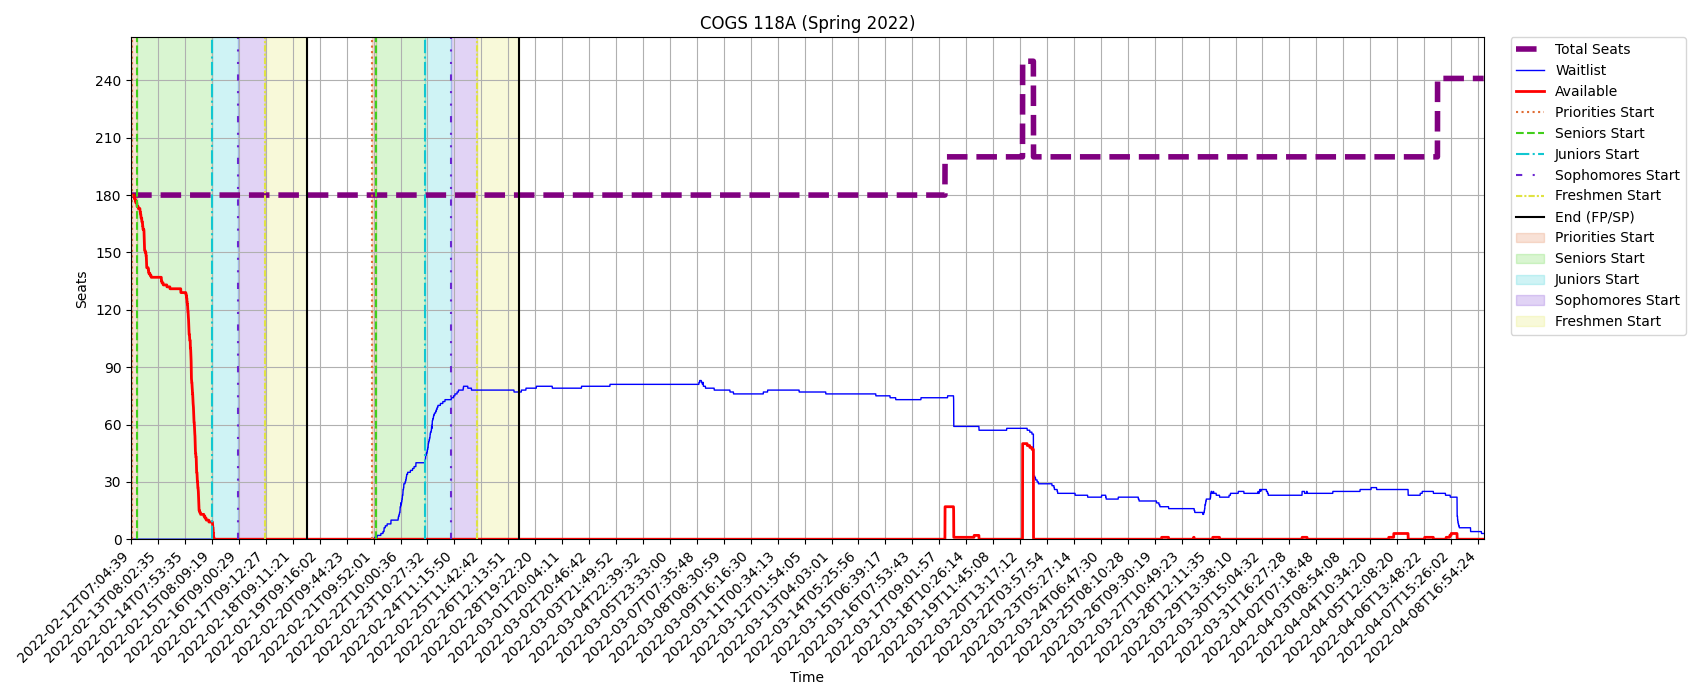 COGS 118A (Spring 2022)
Seats
240
210
180
150
120
90
60
30
0
2022-02-12T7:04:39
2022-02-13T08:02:35
2022-02-14T07:53:35
2022-02-15T08:09:19
2022-02-16T09:00:29
2022-02-17T09:12:27
2022-02-18T09:11:21
2022-02-19T09:16:02
2022-02-20T09:44:23
2022-02-21T09:52:01
2022-02-22T10:00:36
2022-02-23T10:27:32
2022-02-24T11:15:50
2022-02-25T11:42:42
2022-02-26T12:13:51
2022-02-28T19:22:20
2022-03-01T20:04:11
2022-03-02T20:46:42
2022-03-03T21:49:52
2022-03-04T22:39:32
2022-03-05T23:33:00
2022-03-07T07:35:48
2022-03-08T08:30:59
2022-03-09T16:16:30
2022-03-11T00:34:13
2022-03-12T01:54:05
2022-03-13T04:03:01
2022-03-14T05:25:56
2022-03-15T06:39:17
2022-03-16T07:53:43
2022-03-17T09:01:57
2022-03-18T10:26:14
2022-03-19T11:45:08
2022-03-20T13:17:12
2022-03-22T03:57:54
2022-03-23T05:27:14
2022-03-24T06:47:30
2022-03-25T08:10:28
2022-03-26T09:30:19
2022-03-27T10:49:23
2022-03-28T12:11:35
2022-03-29T13:38:10
2022-03-30T15:04:32
2022-03-31T16:27:28
2022-04-02T07:18:48
2022-04-03T08:54:08
2022-04-04T10:34:20
2022-04-05T12:08:20
2022-04-06T13:48:22
2022-04-07T15:26:02
2022-04-08T16:54:24
Time
Total Seats
Waitlist
Available
Priorities Start
Seniors Start
Juniors Start
Sophomores Start
Freshmen Start
End (FP/SP)
Priorities Start
Seniors Start
Juniors Start
Sophomores Start
Freshmen Start